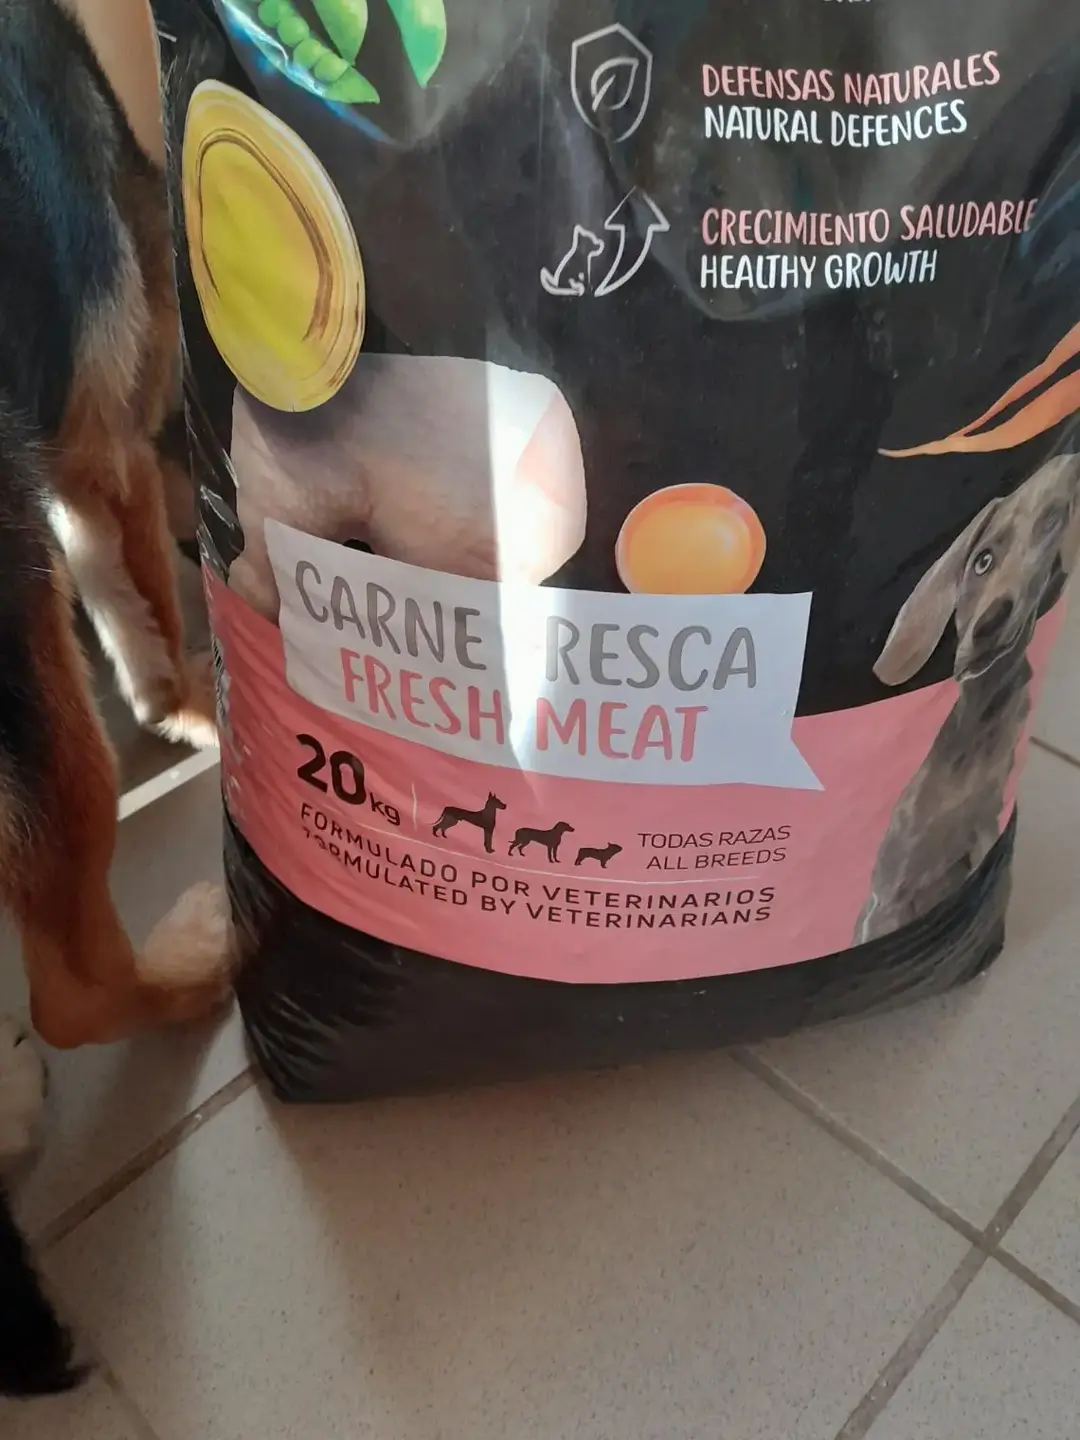 DEFENSAS NATURALES
NATURAL DEFENCES
CRECIMIENTO SALUDABLE
HEALTHY GROWTH
CARNE FRESCA
FRESH MEAT
20kg
TODAS RAZAS
ALL BREEDS
FORMULADO POR VETERINARIOS
FORMULATED BY VETERINARIANS